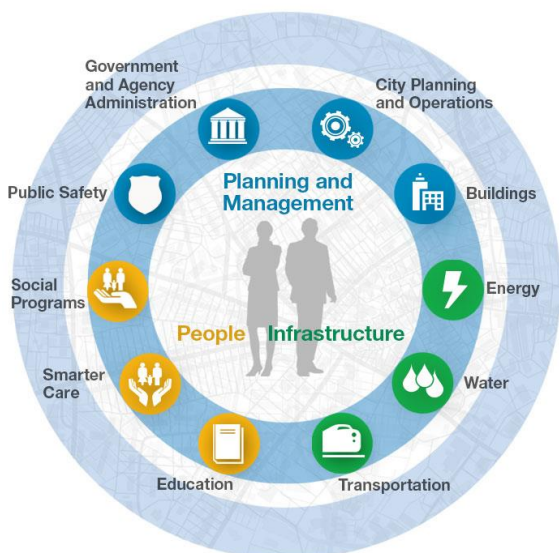 Government
and Agency
Administration
City Planning
and Operations
Public Safety
Planning and
Management
Buildings
Social
Programs
Energy
People
Infrastructure
Smarter
Care
Water
Education
Transportation